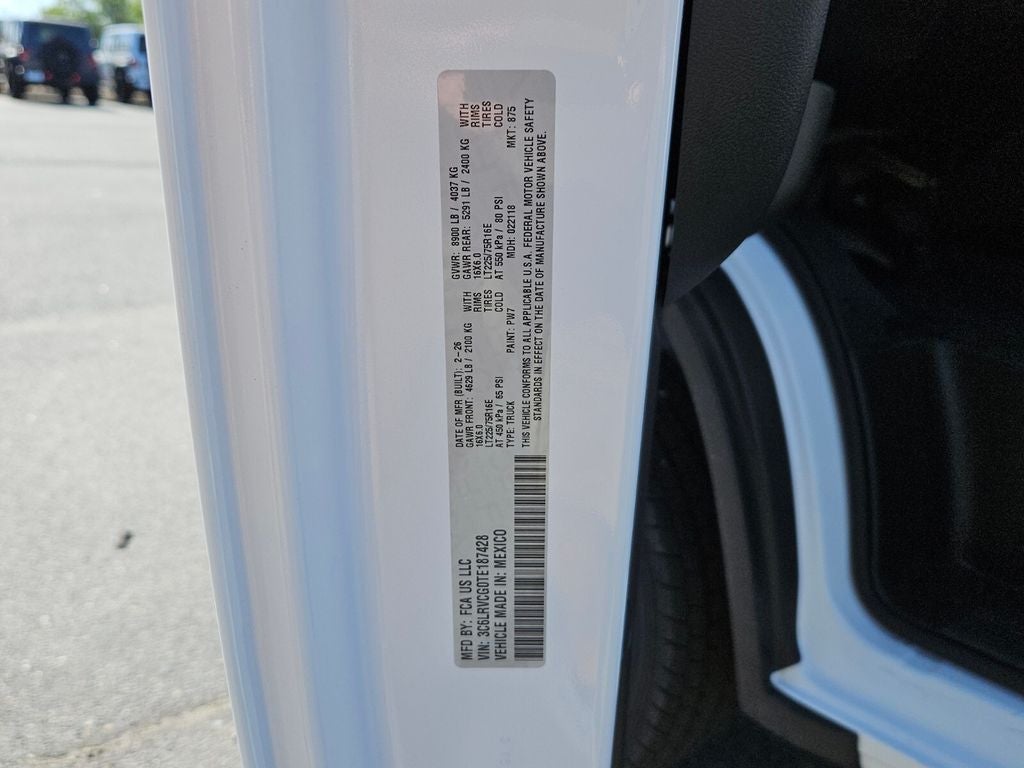 MFD BY: FCA US LLC
VIN: 3C6LRVCG0TE187428
VEHICLE MADE IN: MEXICO
DATE OF MFR (BUILT): 2-26
GAWR FRONT: 4629 LB / 2100 KG WITH
16X6.0 RIMS
LT225/75R16E TIRES
AT 450 kPa / 65 PSI COLD
TYPE: TRUCK PAINT: PW7
GVWR: 8900 LB / 4037 KG
GAWR REAR: 5291 LB / 2400 KG WITH
16X6.0 RIMS
LT225/75R16E TIRES
AT 550 kPa / 80 PSI COLD
MDH: 022118 MKT: 875
THIS VEHICLE CONFORMS TO ALL APPLICABLE U.S.A. FEDERAL MOTOR VEHICLE SAFETY
STANDARDS IN EFFECT ON THE DATE OF MANUFACTURE SHOWN ABOVE.